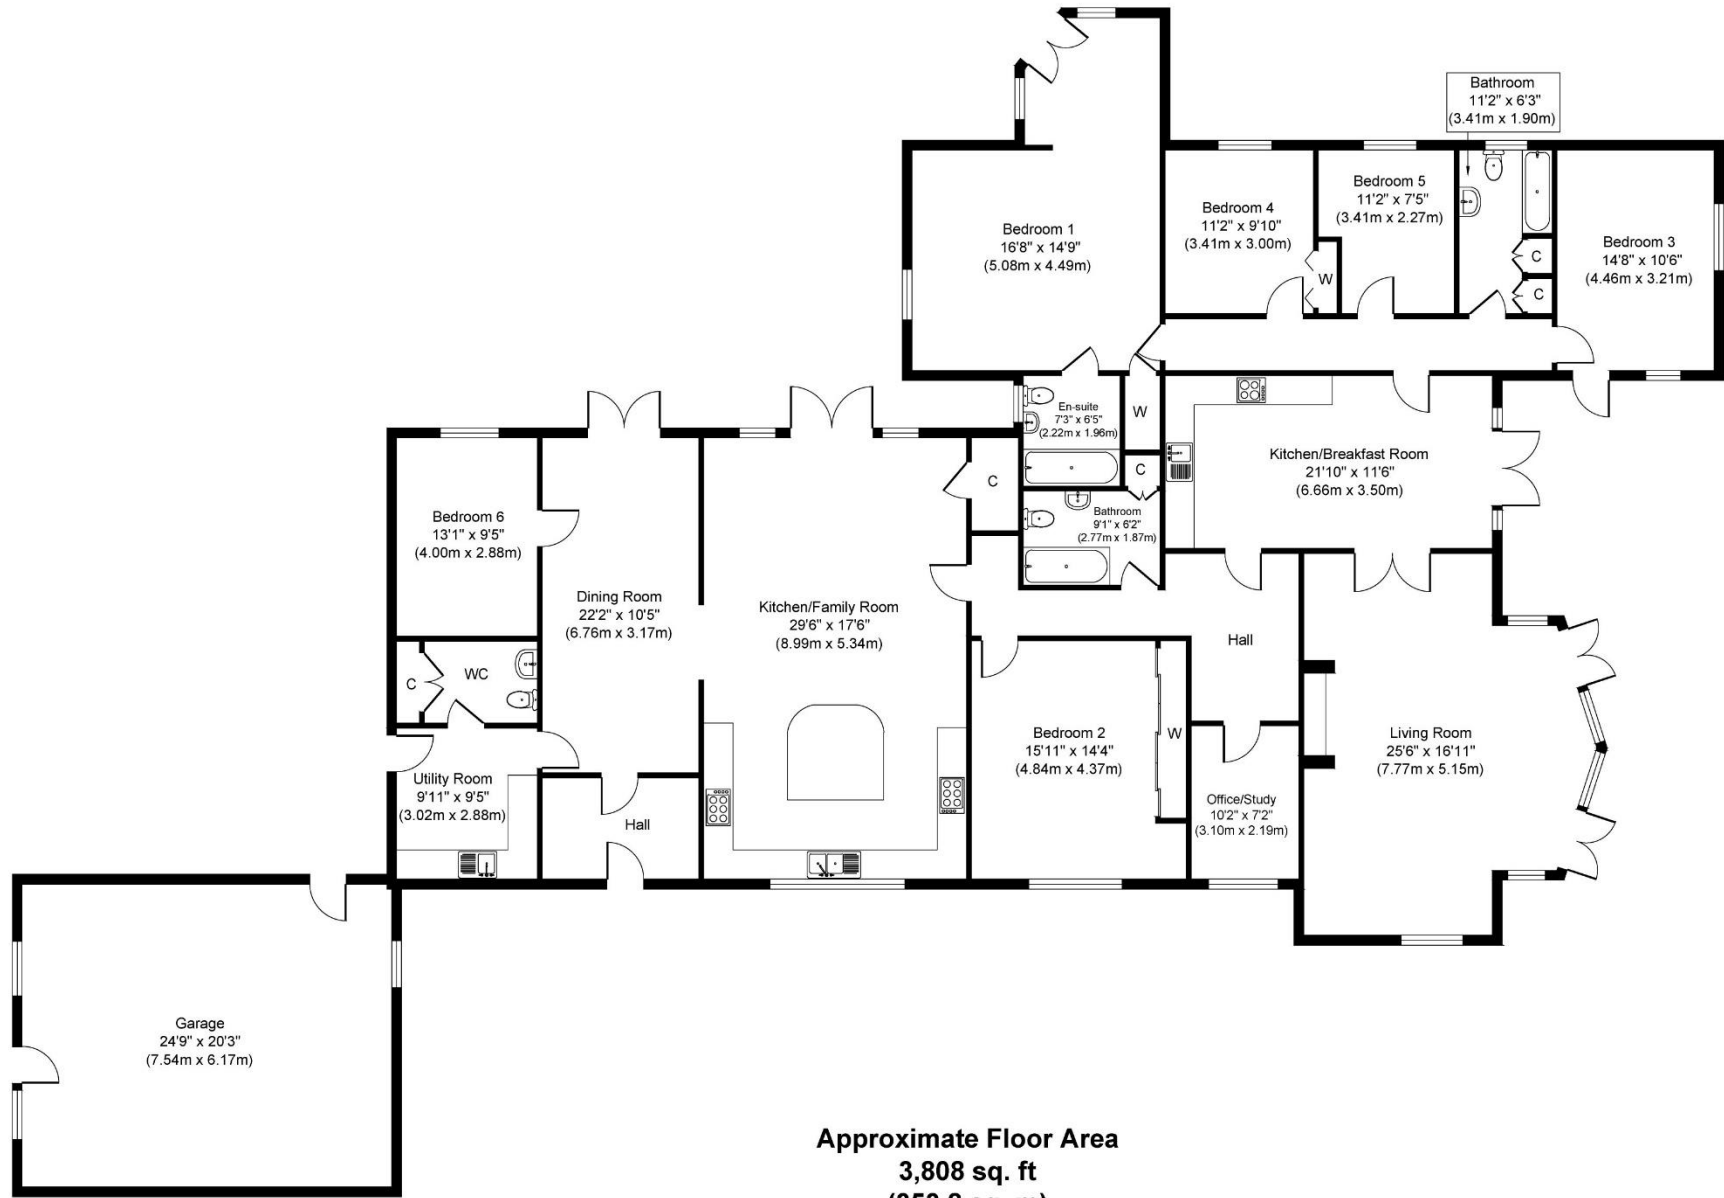 Bathroom
11'2" x 6'3"
(3.41m x 1.90m)
Bedroom 1
16'8" x 14'9"
(5.08m x 4.49m)
Bedroom 4
11'2" x 9'10"
(3.41m x 3.00m)
W
Bedroom 5
11'2" x 7'5"
(3.41m x 2.27m)
C
C
Bedroom 3
14'8" x 10'6"
(4.46m x 3.21m)
En-suite
7'3" x 6'5"
(2.22m x 1.96m)
W
C
Kitchen/Breakfast Room
21'10" x 11'6"
(6.66m x 3.50m)
Bathroom
9'1" x 6'2"
(2.77m x 1.87m)
C
Bedroom 6
13'1" x 9'5"
(4.00m x 2.88m)
Dining Room
22'2" x 10'5"
(6.76m x 3.17m)
Kitchen/Family Room
29'6" x 17'6"
(8.99m x 5.34m)
Hall
C
WC
Bedroom 2
15'11" x 14'4"
(4.84m x 4.37m)
W
Living Room
25'6" x 16'11"
(7.77m x 5.15m)
Utility Room
9'11" x 9'5"
(3.02m x 2.88m)
Hall
Office/Study
10'2" x 7'2"
(3.10m x 2.19m)
Garage
24'9" x 20'3"
(7.54m x 6.17m)
Approximate Floor Area
3,808 sq. ft